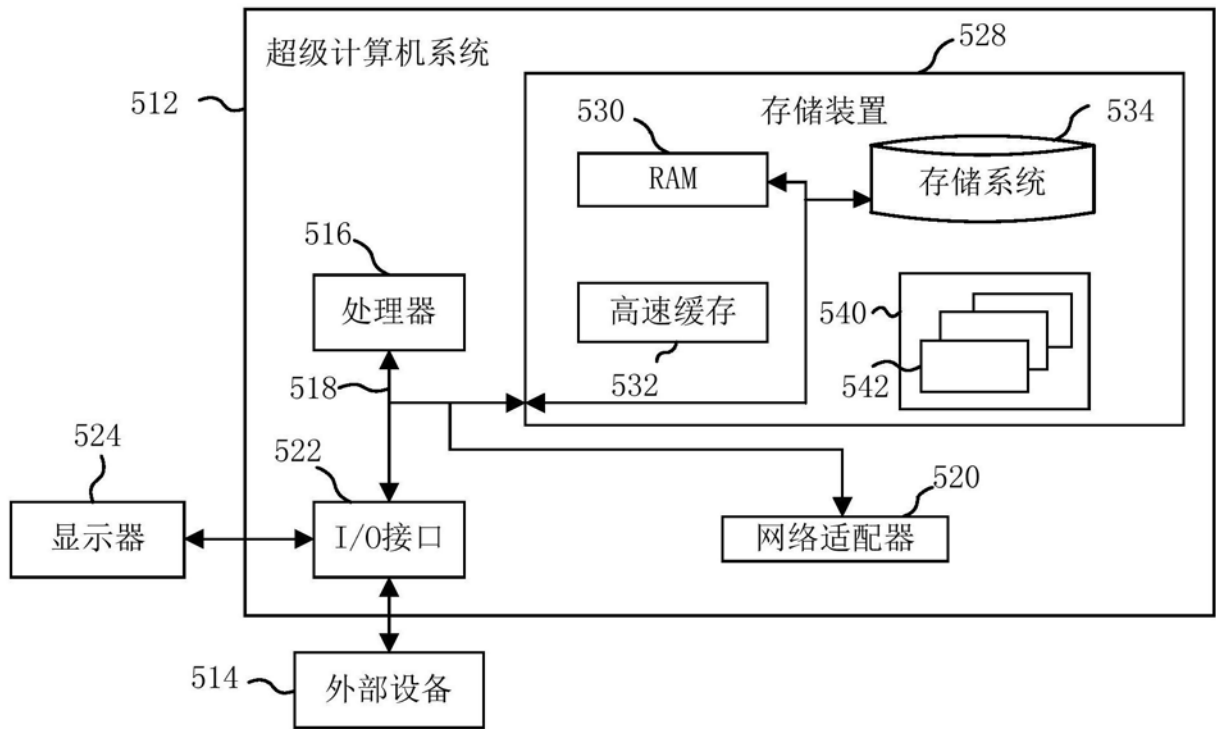 超级计算机系统
528
512
存储装置
530
534
RAM
存储系统
516
处理器
高速缓存
540
518
532
542
524
522
520
显示器
I/O接口
网络适配器
514
外部设备